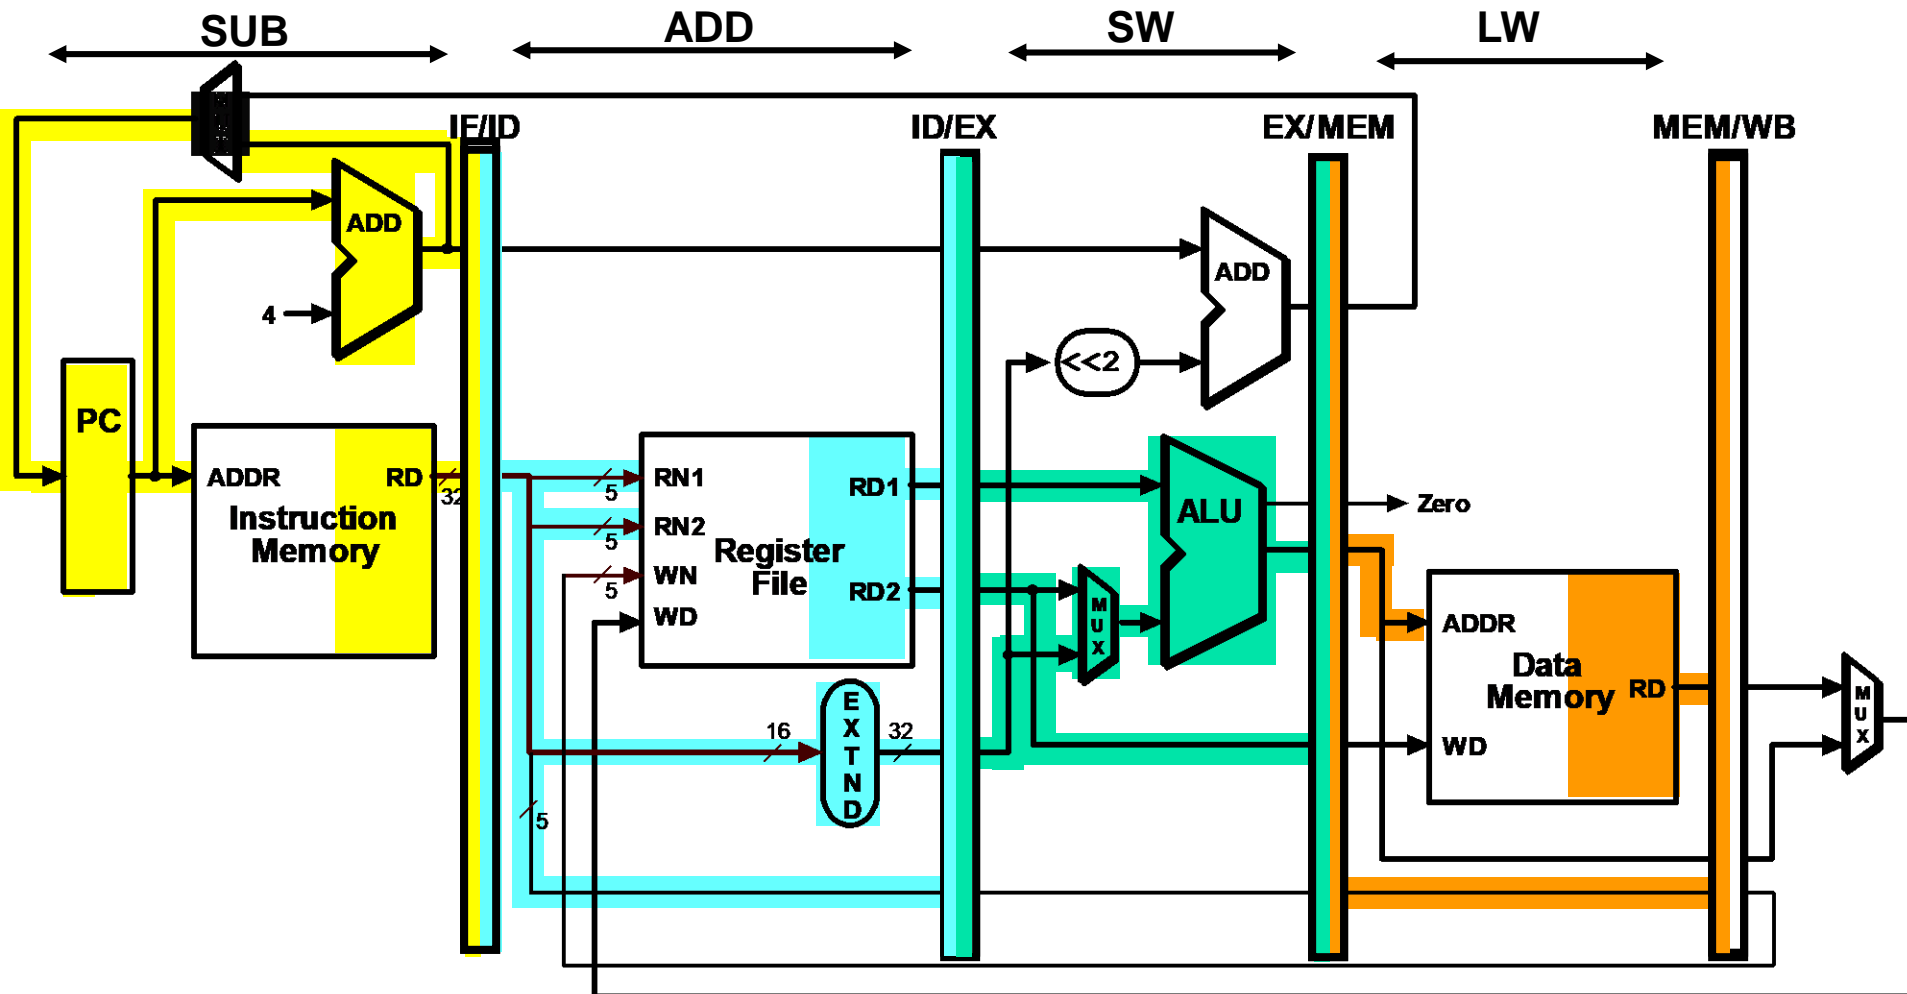 SUB
ADD
SW
LW
IF/ID
ID/EX
EX/MEM
MEM/WB
ADD
4
PC
ADDR
RD
32
Instruction
Memory
RN1
5
RN2
5
WN
5
WD
Register
File
RD1
RD2
16
E
X
T
N
D
32
5
ADD
<<2
ALU
Zero
M
U
X
ADDR
Data
Memory
RD
WD
M
U
X